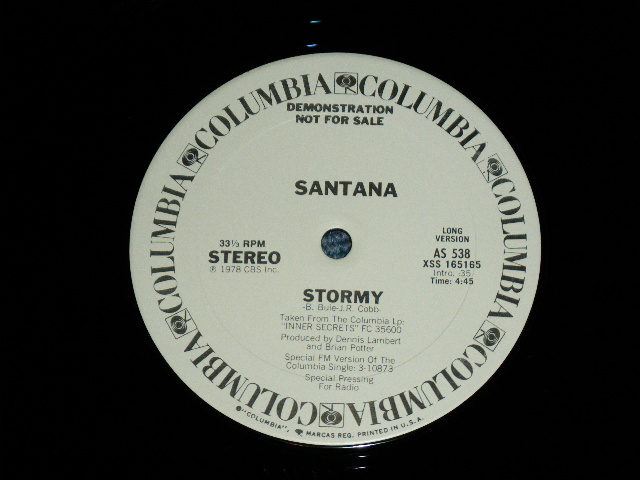 COLUMBIA COLUMBIA COLUMBIA COLUMBIA COLUMBIA COLUMBIA
DEMONSTRATION
NOT FOR SALE
SANTANA
33⅓ RPM
STEREO
℗ 1978 CBS Inc.
LONG
VERSION
AS 538
XSS 165165
Intro. :35
Time: 4:45
STORMY
-B. Buie-J.R. Cobb-
Taken From The Columbia Lp:
"INNER SECRETS" FC 35600
Produced by Dennis Lambert
and Brian Potter
Special FM Version Of The
Columbia Single: 3-10873
Special Pressing
For Radio
"COLUMBIA", MARCAS REG. PRINTED IN U.S.A.